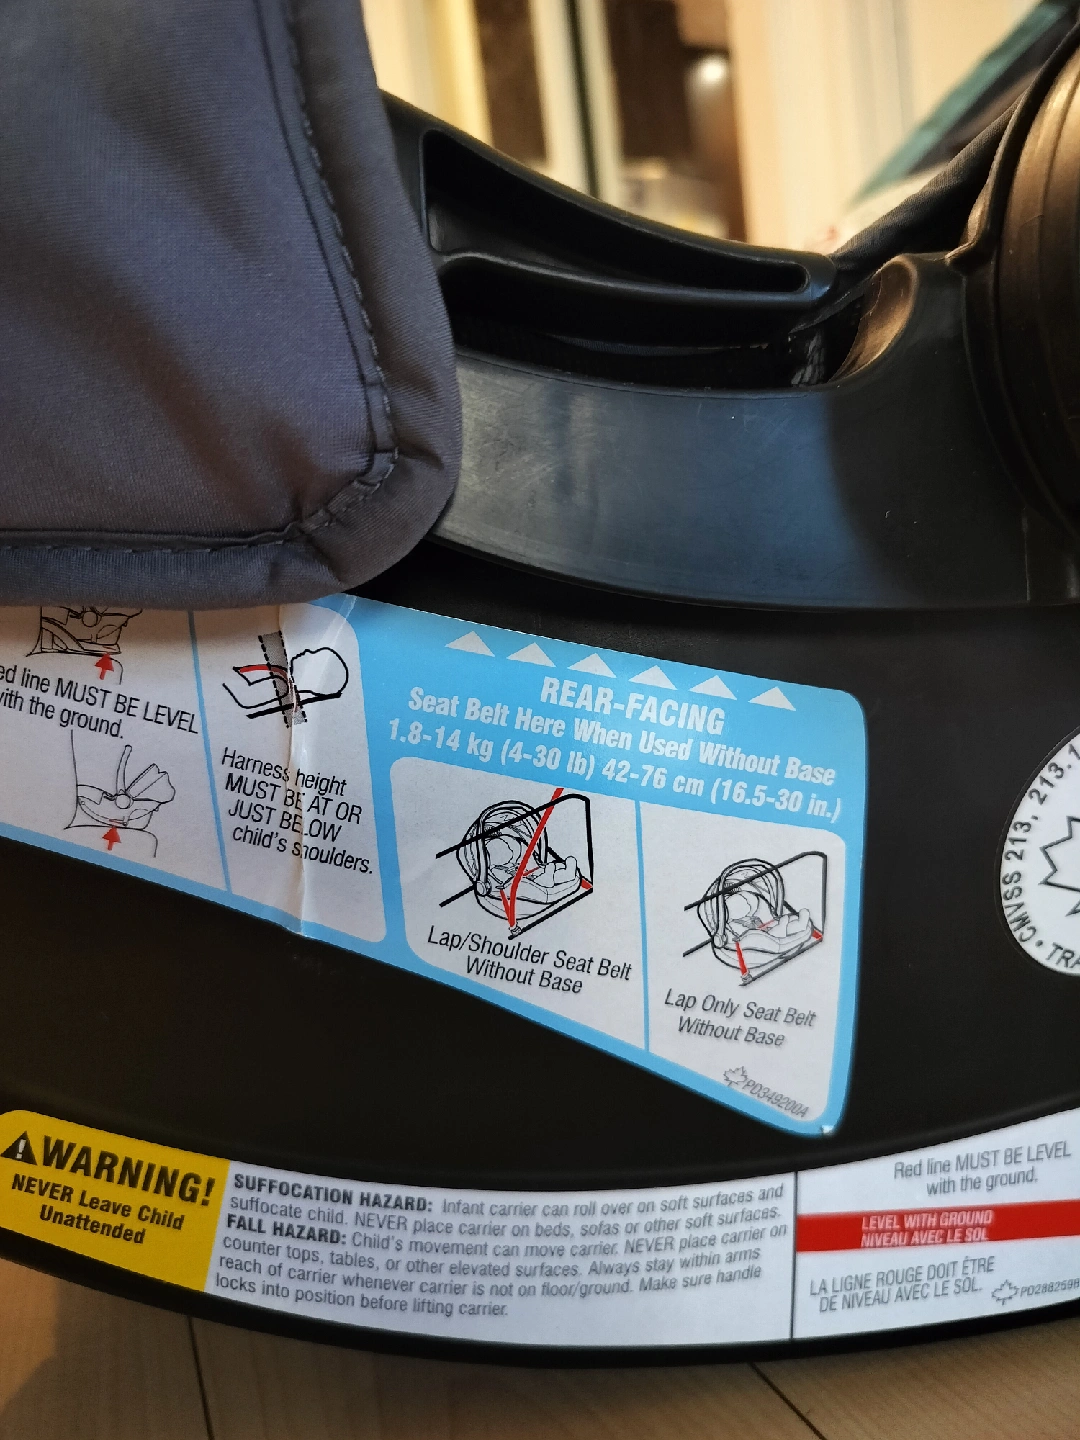 line MUST BE LEVEL
with the ground.
Harness height
MUST BE AT OR
JUST BELOW
child's shoulders.
REAR-FACING
Seat Belt Here When Used Without Base
1.8-14 kg (4-30 lb) 42-76 cm (16.5-30 in.)
Lap/Shoulder Seat Belt
Without Base
Lap Only Seat Belt
Without Base
P0349200A
CMVSS 213, 213.1
WARNING!
NEVER Leave Child
Unattended
SUFFOCATION HAZARD: Infant carrier can roll over on soft surfaces and
suffocate child. NEVER place carrier on beds, sofas or other soft surfaces.
FALL HAZARD: Child's movement can move carrier. NEVER place carrier on
counter tops, tables, or other elevated surfaces. Always stay within arms
reach of carrier whenever carrier is not on floor/ground. Make sure handle
locks into position before lifting carrier.
Red line MUST BE LEVEL
with the ground.
LEVEL WITH GROUND
NIVEAU AVEC LE SOL
LA LIGNE ROUGE DOIT ÊTRE
DE NIVEAU AVEC LE SOL.